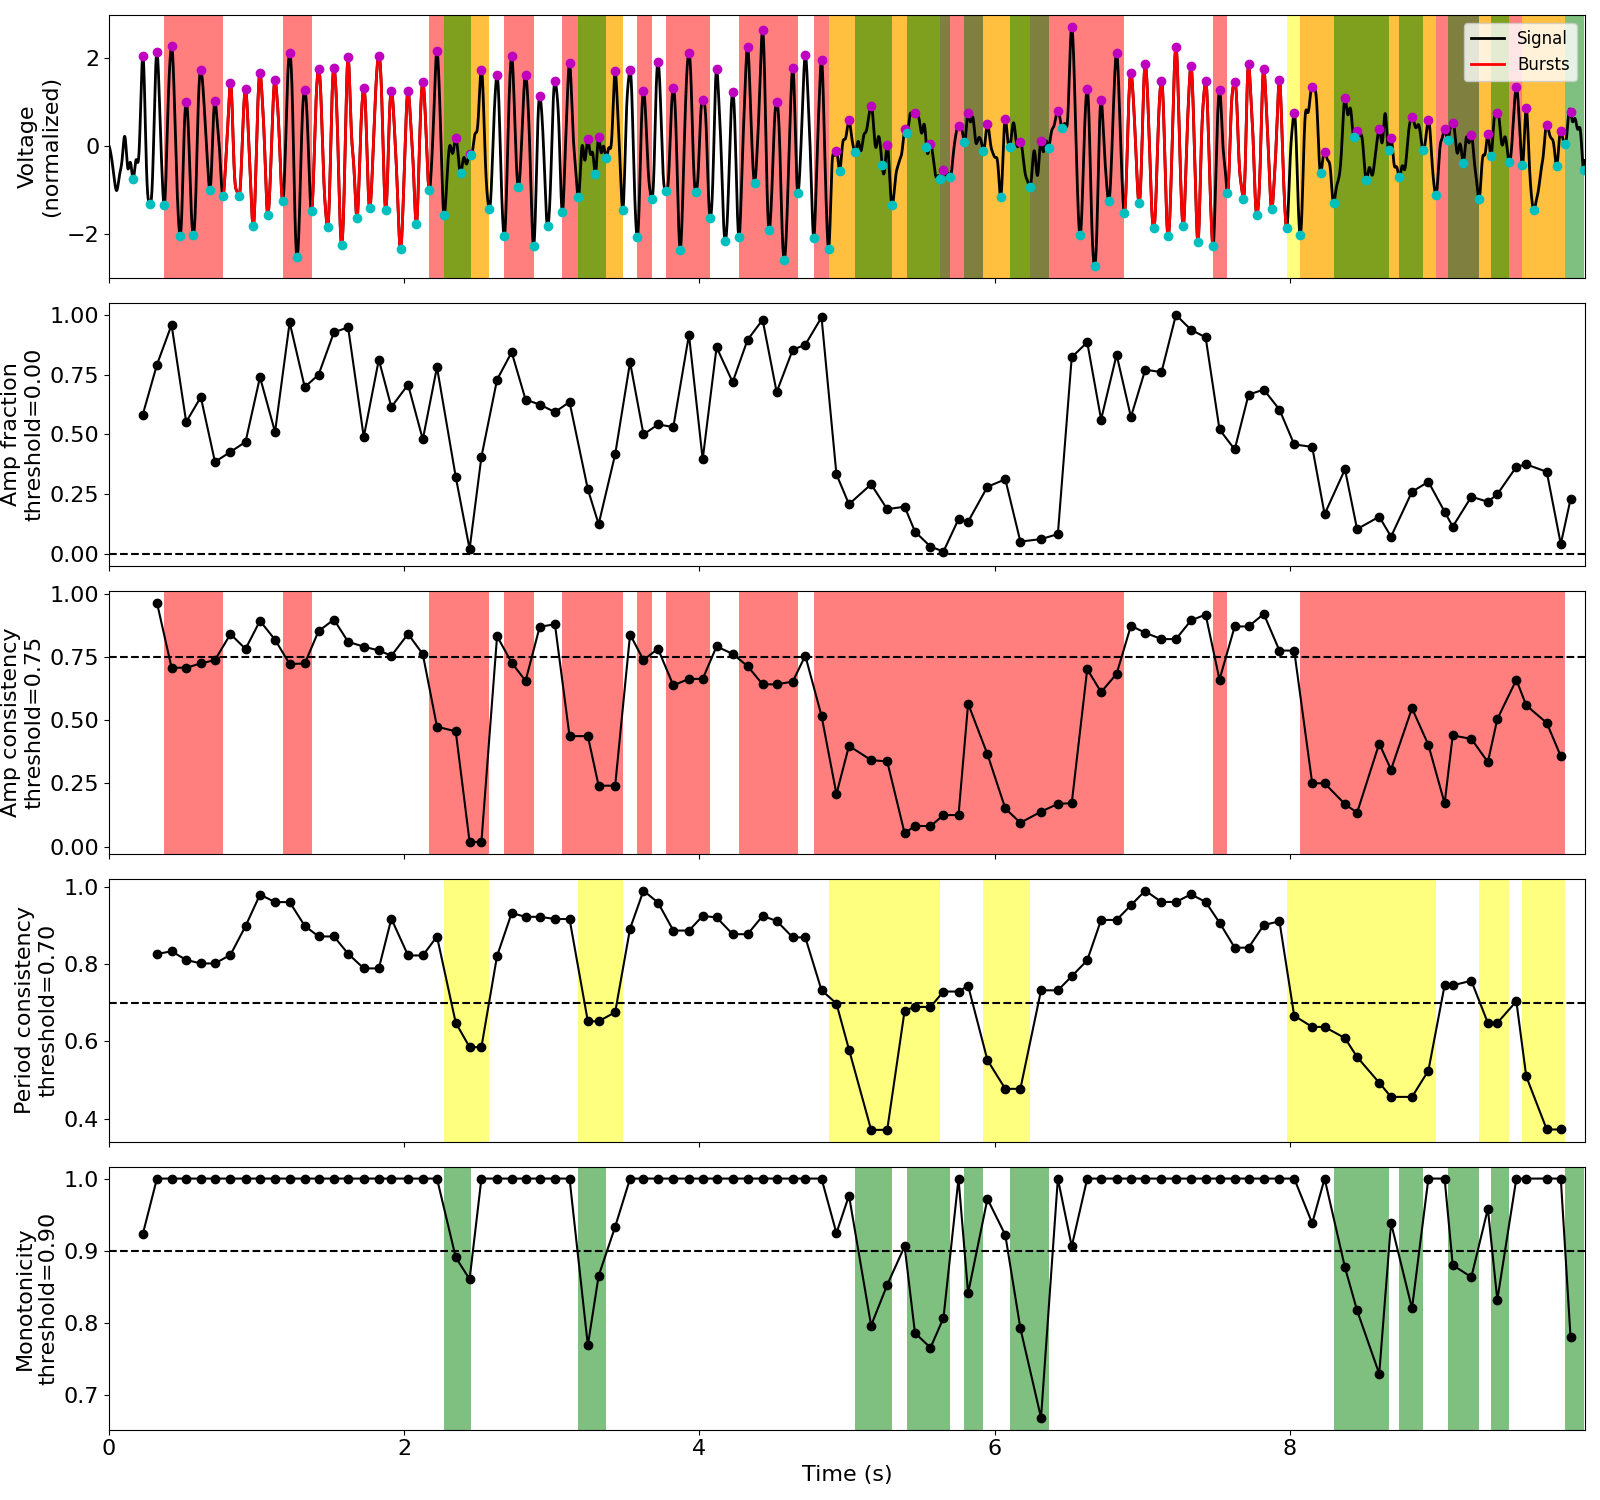 Voltage
(normalized)
2
0
−2
Signal
Bursts
Amp fraction
threshold=0.00
1.00
0.75
0.50
0.25
0.00
Amp consistency
threshold=0.75
1.00
0.75
0.50
0.25
0.00
Period consistency
threshold=0.70
1.0
0.8
0.6
0.4
Monotonicity
threshold=0.90
1.0
0.9
0.8
0.7
0
2
4
6
8
Time (s)